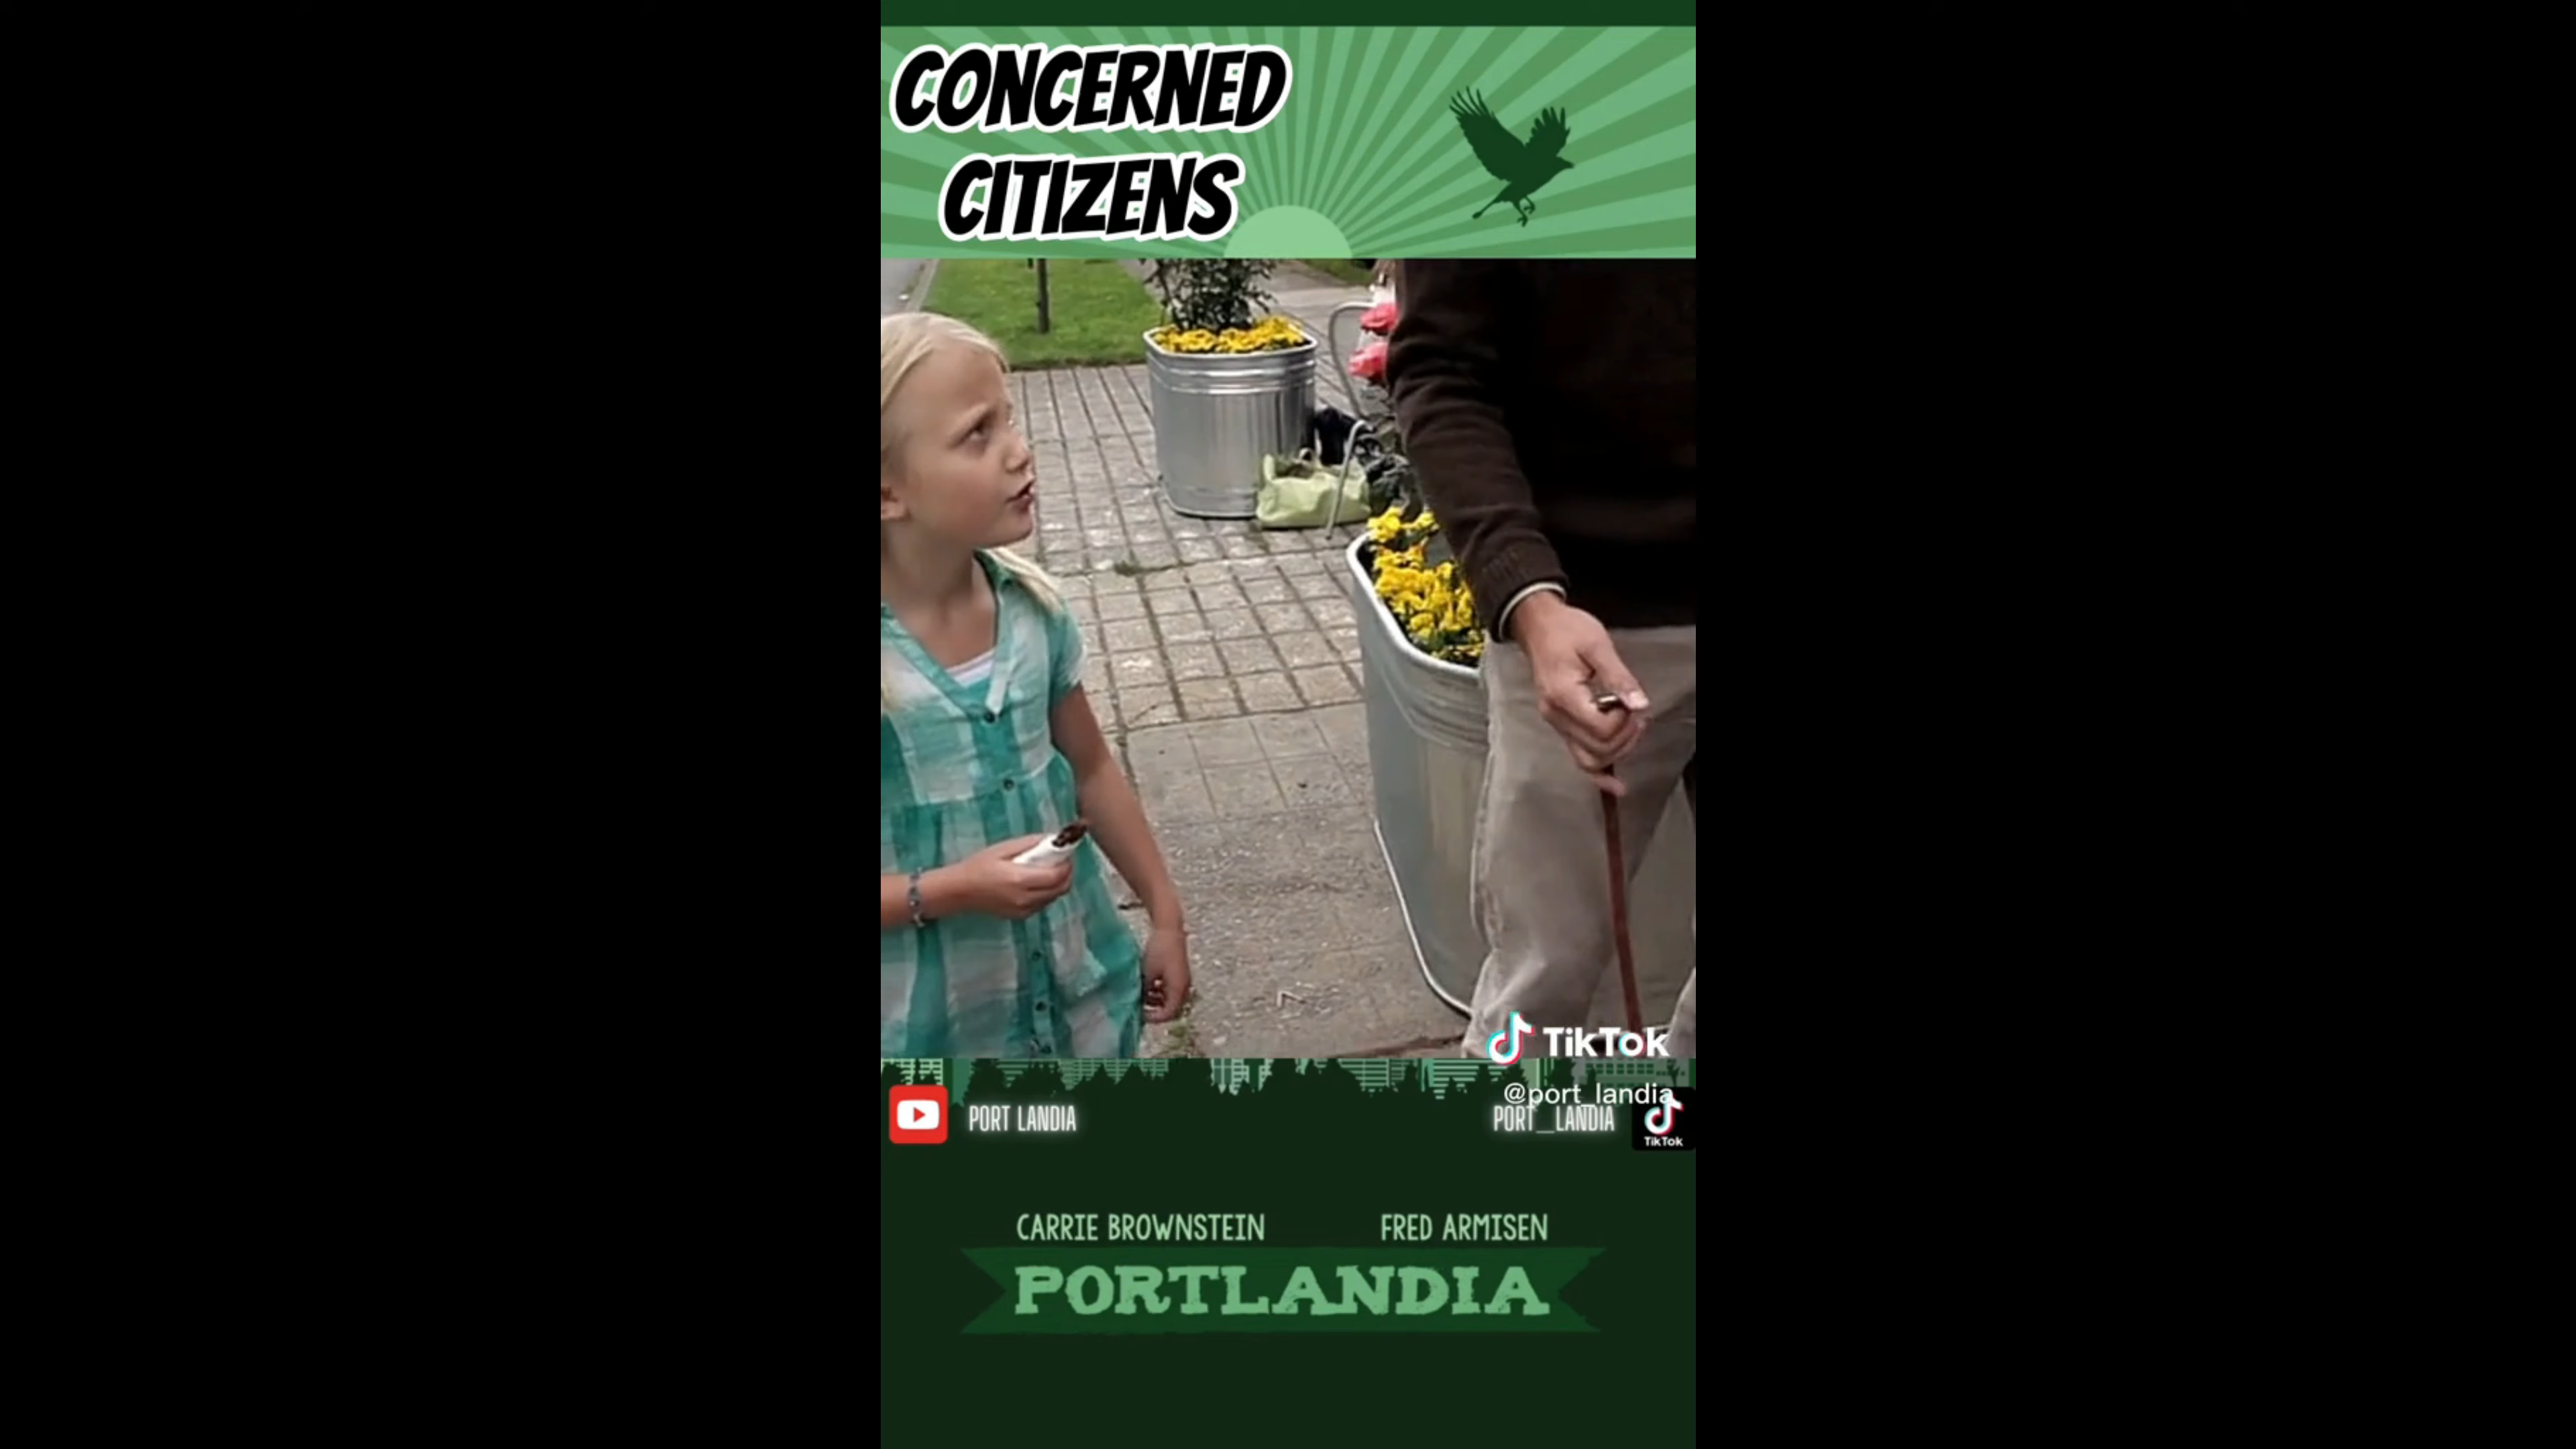 CONCERNED
CITIZENS
TikTok
@port_landia
PORT LANDIA
PORT_LANDIA
TikTok
CARRIE BROWNSTEIN
FRED ARMISEN
PORTLANDIA